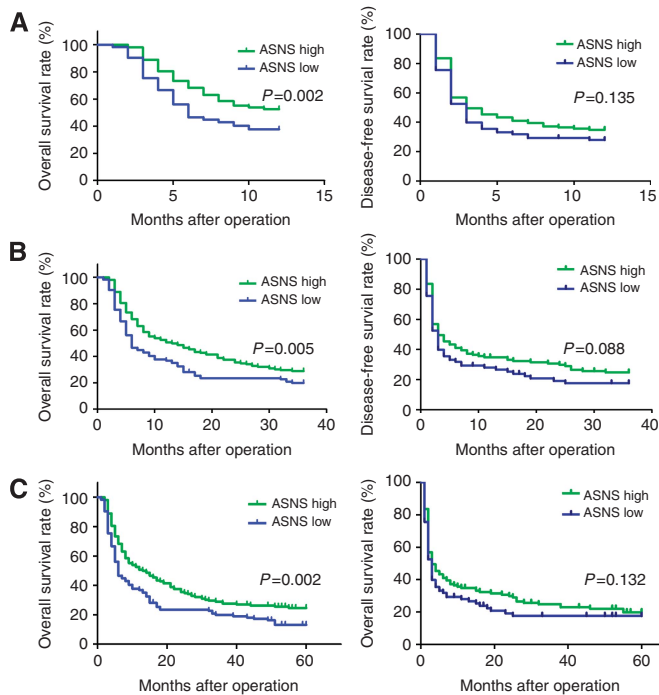 A
Overall survival rate (%)
100
80
60
40
20
0
0 5 10 15
Months after operation
ASNS high
ASNS low
P=0.002
Disease-free survival rate (%)
100
80
60
40
20
0
0 5 10 15
Months after operation
ASNS high
ASNS low
P=0.135
B
Overall survival rate (%)
100
80
60
40
20
0
0 10 20 30 40
Months after operation
ASNS high
ASNS low
P=0.005
Disease-free survival rate (%)
100
80
60
40
20
0
0 10 20 30 40
Months after operation
ASNS high
ASNS low
P=0.088
C
Overall survival rate (%)
100
80
60
40
20
0
0 20 40 60
Months after operation
ASNS high
ASNS low
P=0.002
Overall survival rate (%)
100
80
60
40
20
0
0 20 40 60
Months after operation
ASNS high
ASNS low
P=0.132